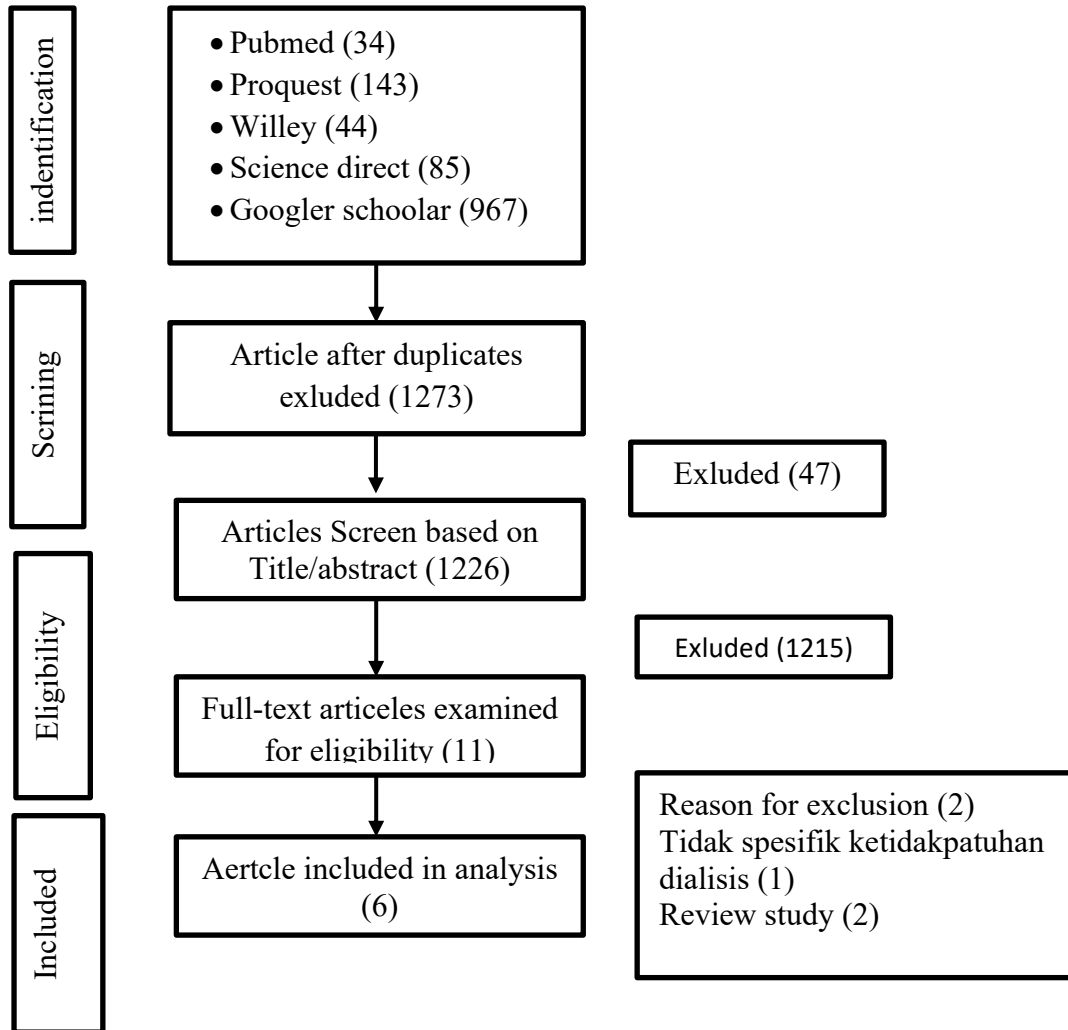 indentification
• Pubmed (34)
• Proquest (143)
• Willey (44)
• Science direct (85)
• Googler schoolar (967)
Scrining
Article after duplicates
exluded (1273)
Exluded (47)
Articles Screen based on
Title/abstract (1226)
Eligibility
Exluded (1215)
Full-text articeles examined
for eligibility (11)
Included
Aertcle included in analysis
(6)
Reason for exclusion (2)
Tidak spesifik ketidakpatuhan
dialisis (1)
Review study (2)